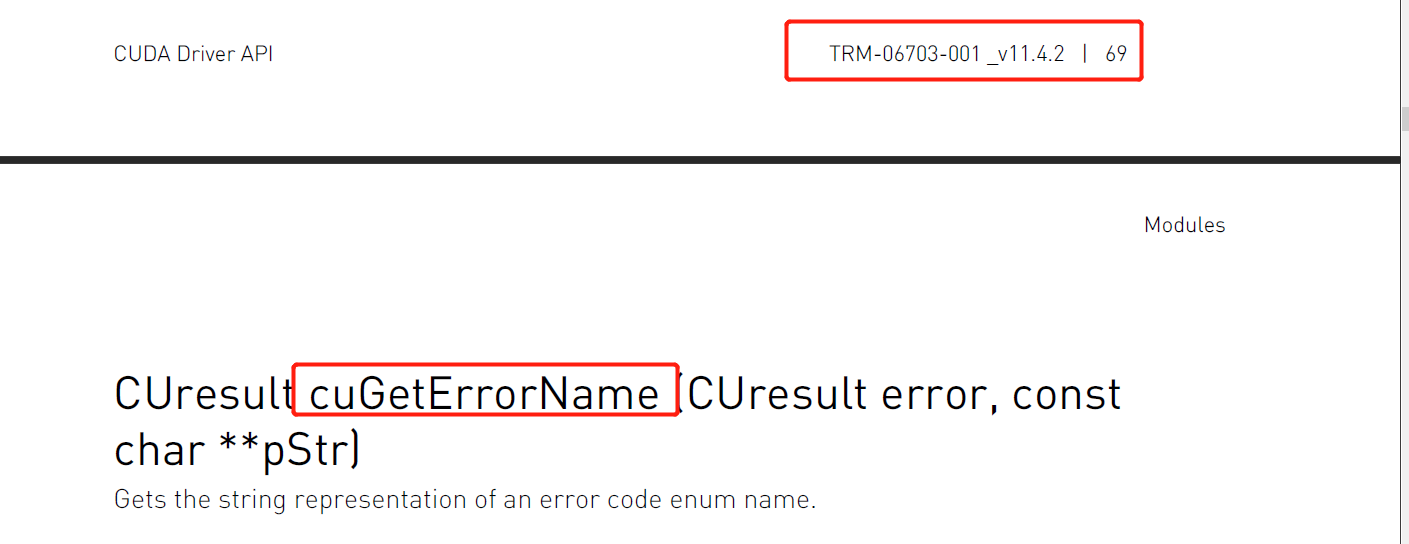 CUDA Driver API TRM-06703-001 _v11.4.2 | 69
Modules
CUresult cuGetErrorName (CUresult error, const
char **pStr)
Gets the string representation of an error code enum name.